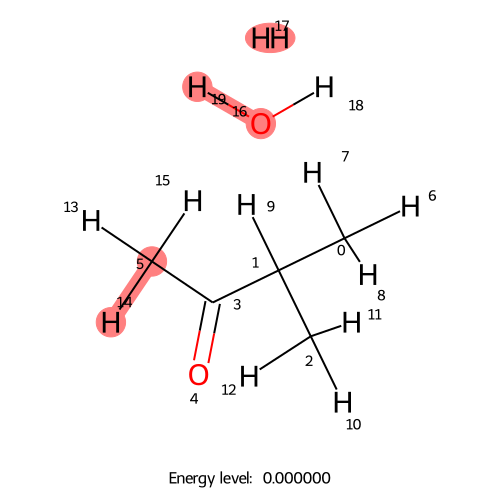 17
HH
H 19 16 O H 18
7
15 H H 9 H 6
13 H H
5 1 0
14 H 3 H 8
H 11
O 4 12 H 2
H 10
Energy level: 0.000000